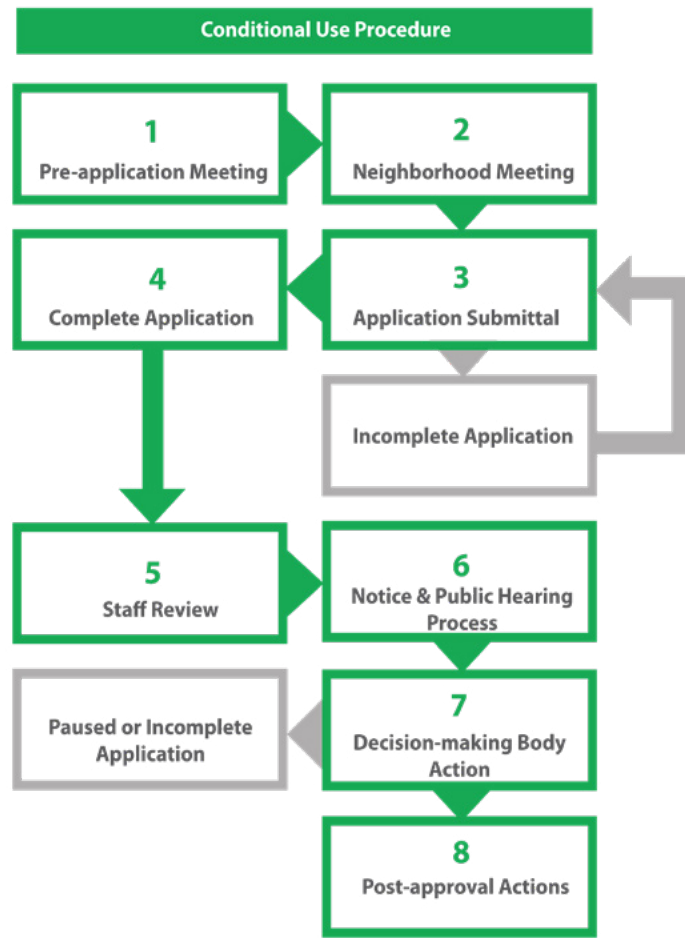 Conditional Use Procedure
1
Pre-application Meeting
2
Neighborhood Meeting
3
Application Submittal
4
Complete Application
Incomplete Application
5
Staff Review
6
Notice & Public Hearing
Process
7
Decision-making Body
Action
Paused or Incomplete
Application
8
Post-approval Actions